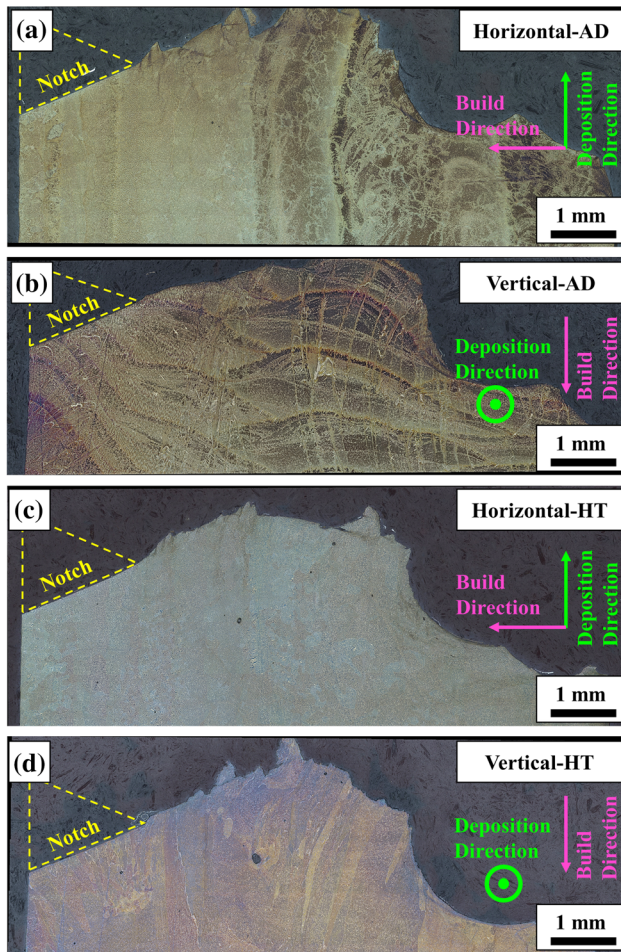 (a)
Horizontal-AD
Notch
Build
Direction
Deposition
Direction
1 mm
(b)
Vertical-AD
Notch
Deposition
Direction
Build
Direction
1 mm
(c)
Horizontal-HT
Notch
Build
Direction
Deposition
Direction
1 mm
(d)
Vertical-HT
Notch
Deposition
Direction
Build
Direction
1 mm